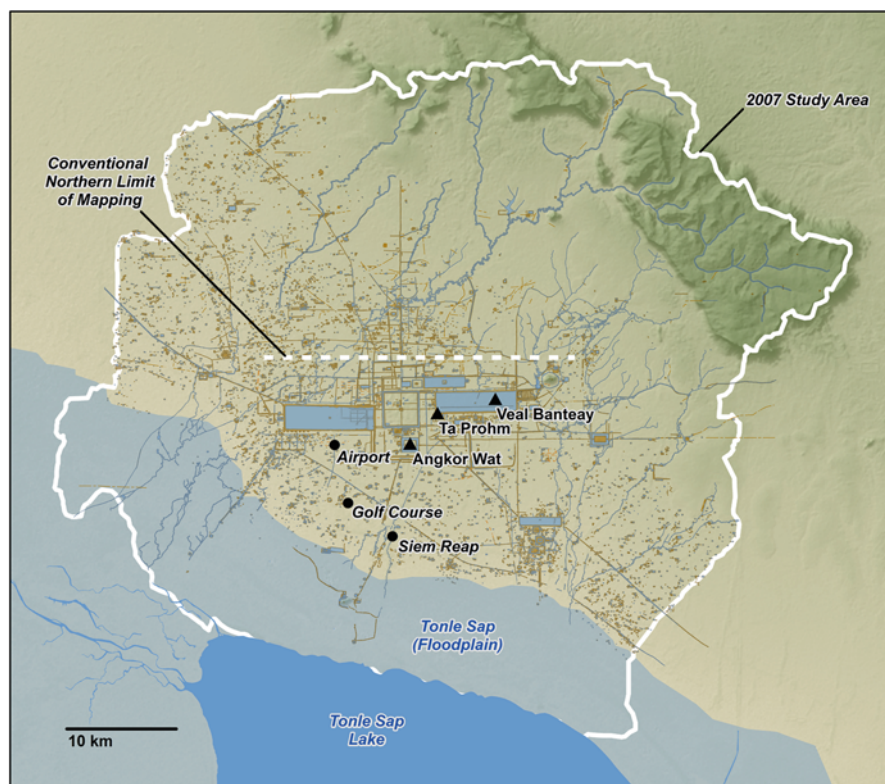 2007 Study Area
Conventional
Northern Limit
of Mapping
Veal Banteay
Ta Prohm
Airport
Angkor Wat
Golf Course
Siem Reap
Tonle Sap
(Floodplain)
10 km
Tonle Sap
Lake